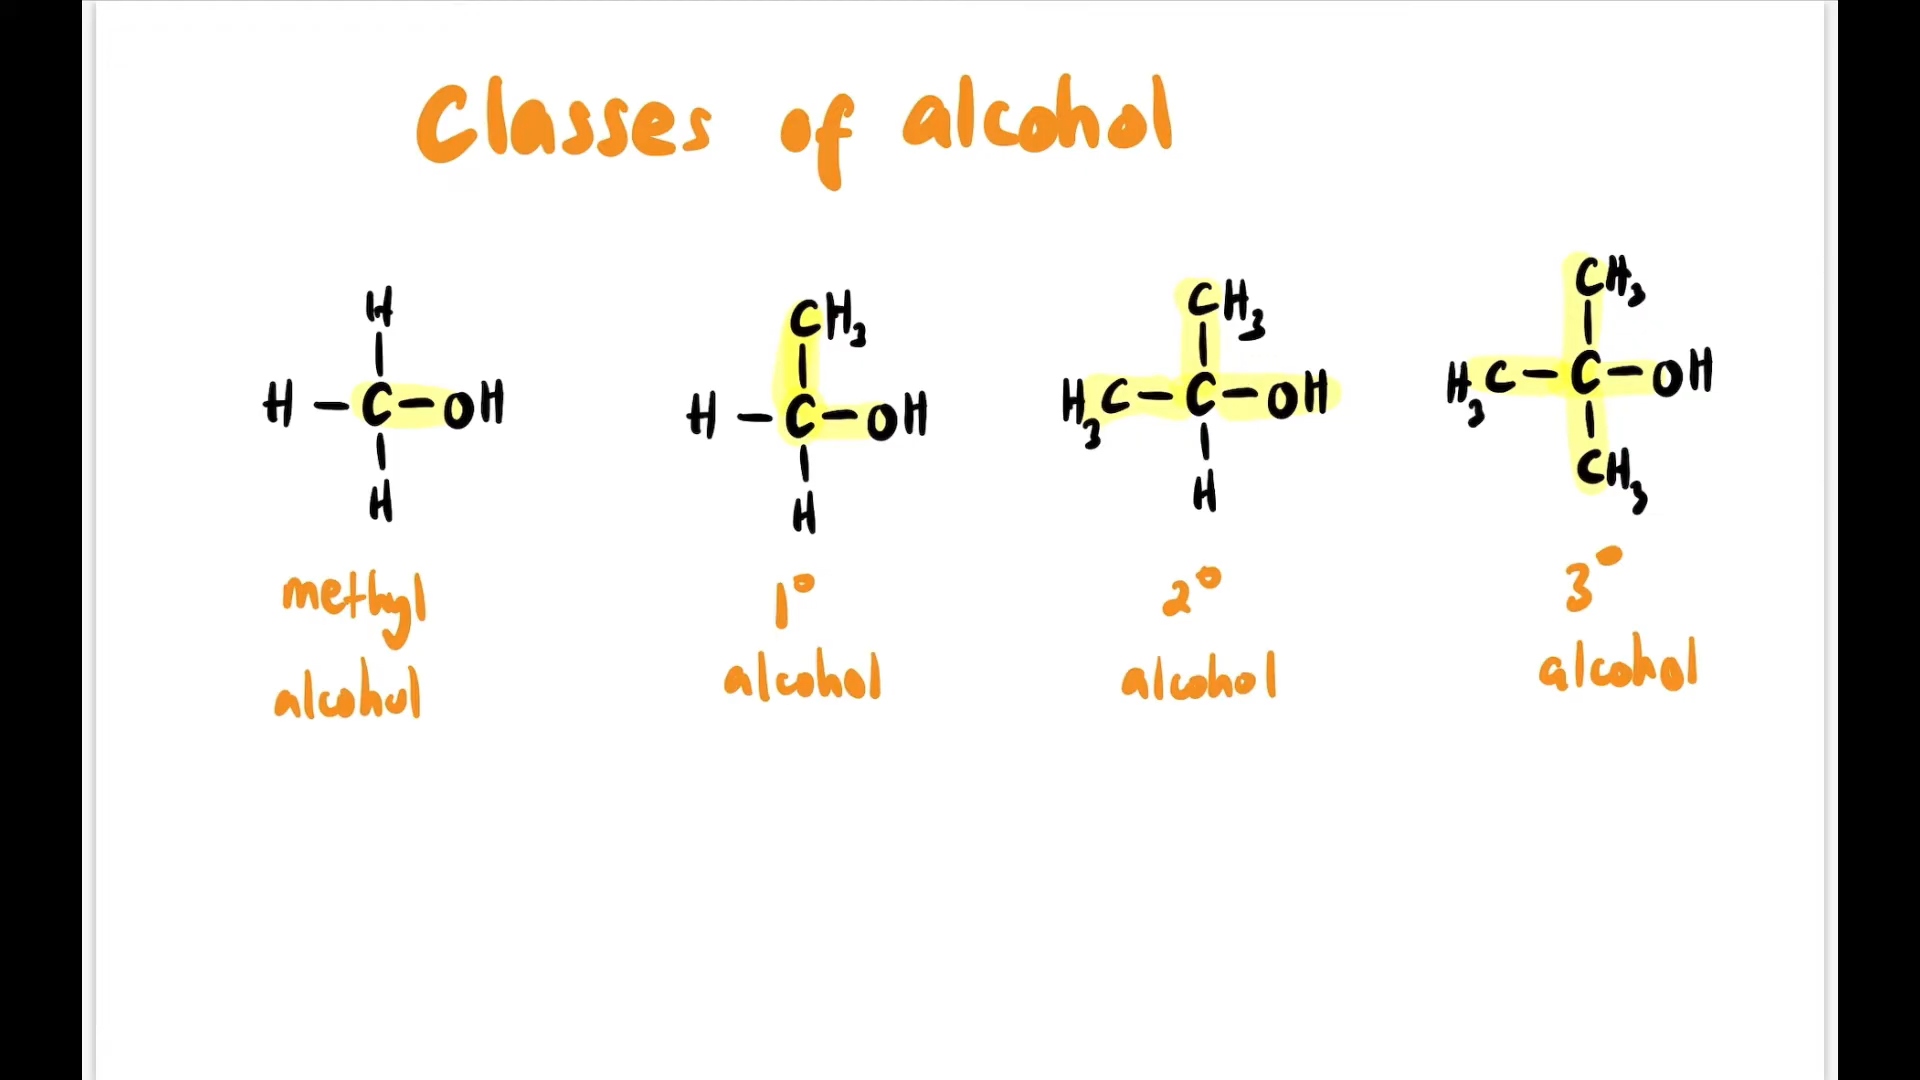 Classes of alcohol
H
H - C - OH
H
methyl
alcohol
CH3
H - C - OH
H
1°
alcohol
CH3
H3C - C - OH
H
2°
alcohol
CH3
H3C - C - OH
CH3
3°
alcohol